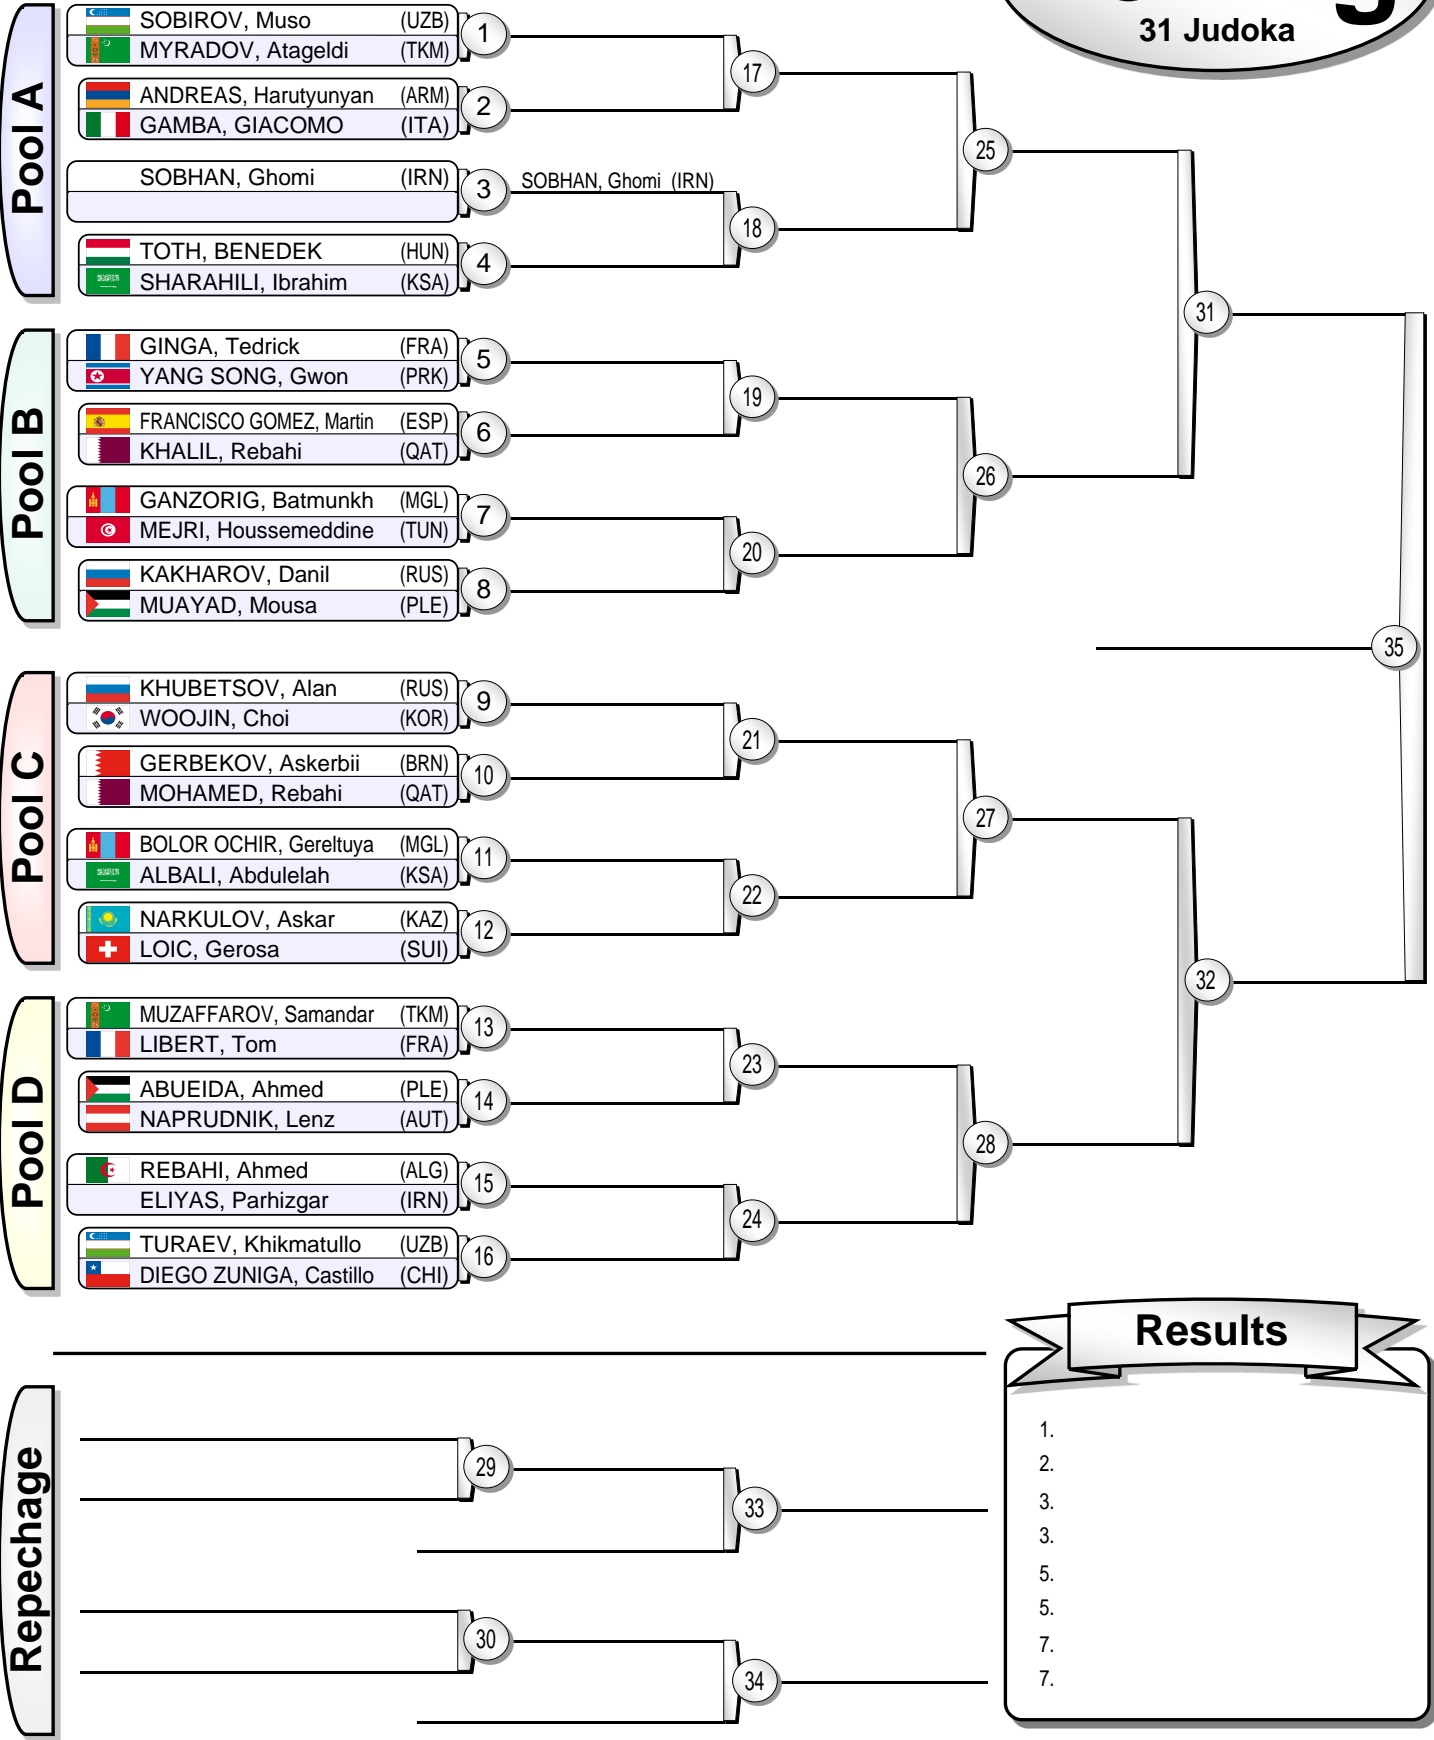 31 Judoka
Pool A
SOBIROV, Muso (UZB)
MYRADOV, Atageldi (TKM)
1
ANDREAS, Harutyunyan (ARM)
GAMBA, GIACOMO (ITA)
2
17
SOBHAN, Ghomi (IRN)
3
SOBHAN, Ghomi (IRN)
TOTH, BENEDEK (HUN)
SHARAHILI, Ibrahim (KSA)
4
18
25
Pool B
GINGA, Tedrick (FRA)
YANG SONG, Gwon (PRK)
5
FRANCISCO GOMEZ, Martin (ESP)
KHALIL, Rebahi (QAT)
6
19
GANZORIG, Batmunkh (MGL)
MEJRI, Houssemeddine (TUN)
7
KAKHAROV, Danil (RUS)
MUAYAD, Mousa (PLE)
8
20
26
31
35
Pool C
KHUBETSOV, Alan (RUS)
WOOJIN, Choi (KOR)
9
GERBEKOV, Askerbii (BRN)
MOHAMED, Rebahi (QAT)
10
21
BOLOR OCHIR, Gereltuya (MGL)
ALBALI, Abdulelah (KSA)
11
NARKULOV, Askar (KAZ)
LOIC, Gerosa (SUI)
12
22
27
Pool D
MUZAFFAROV, Samandar (TKM)
LIBERT, Tom (FRA)
13
ABUEIDA, Ahmed (PLE)
NAPRUDNIK, Lenz (AUT)
14
23
REBAHI, Ahmed (ALG)
ELIYAS, Parhizgar (IRN)
15
TURAEV, Khikmatullo (UZB)
DIEGO ZUNIGA, Castillo (CHI)
16
24
28
32
Repechage
29
33
30
34
Results
1.
2.
3.
3.
5.
5.
7.
7.